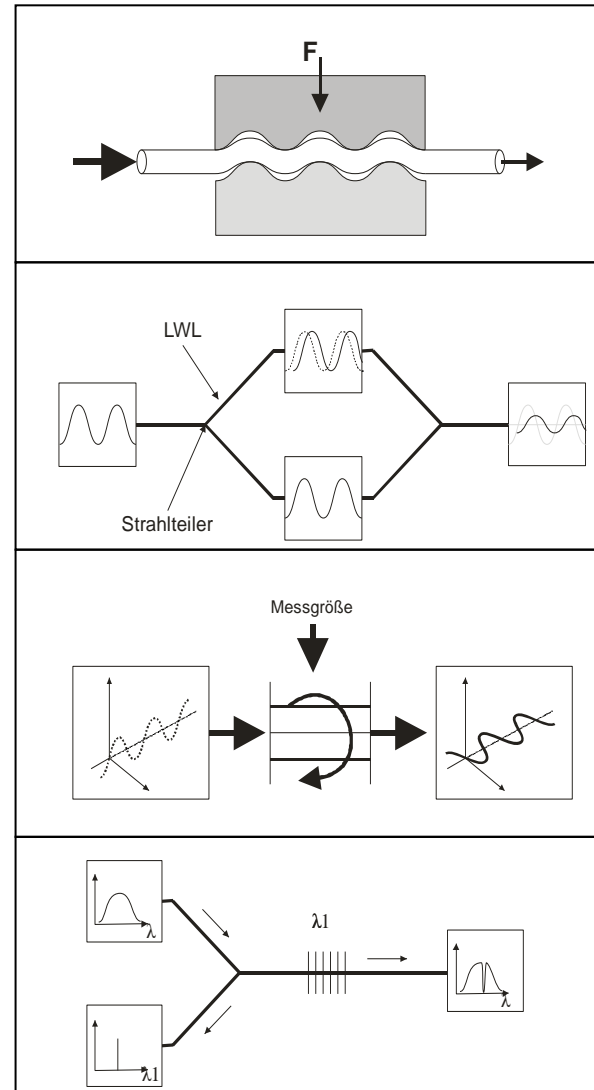 F
LWL
Strahlteiler
Messgröße
λ
λ1
λ
λ1